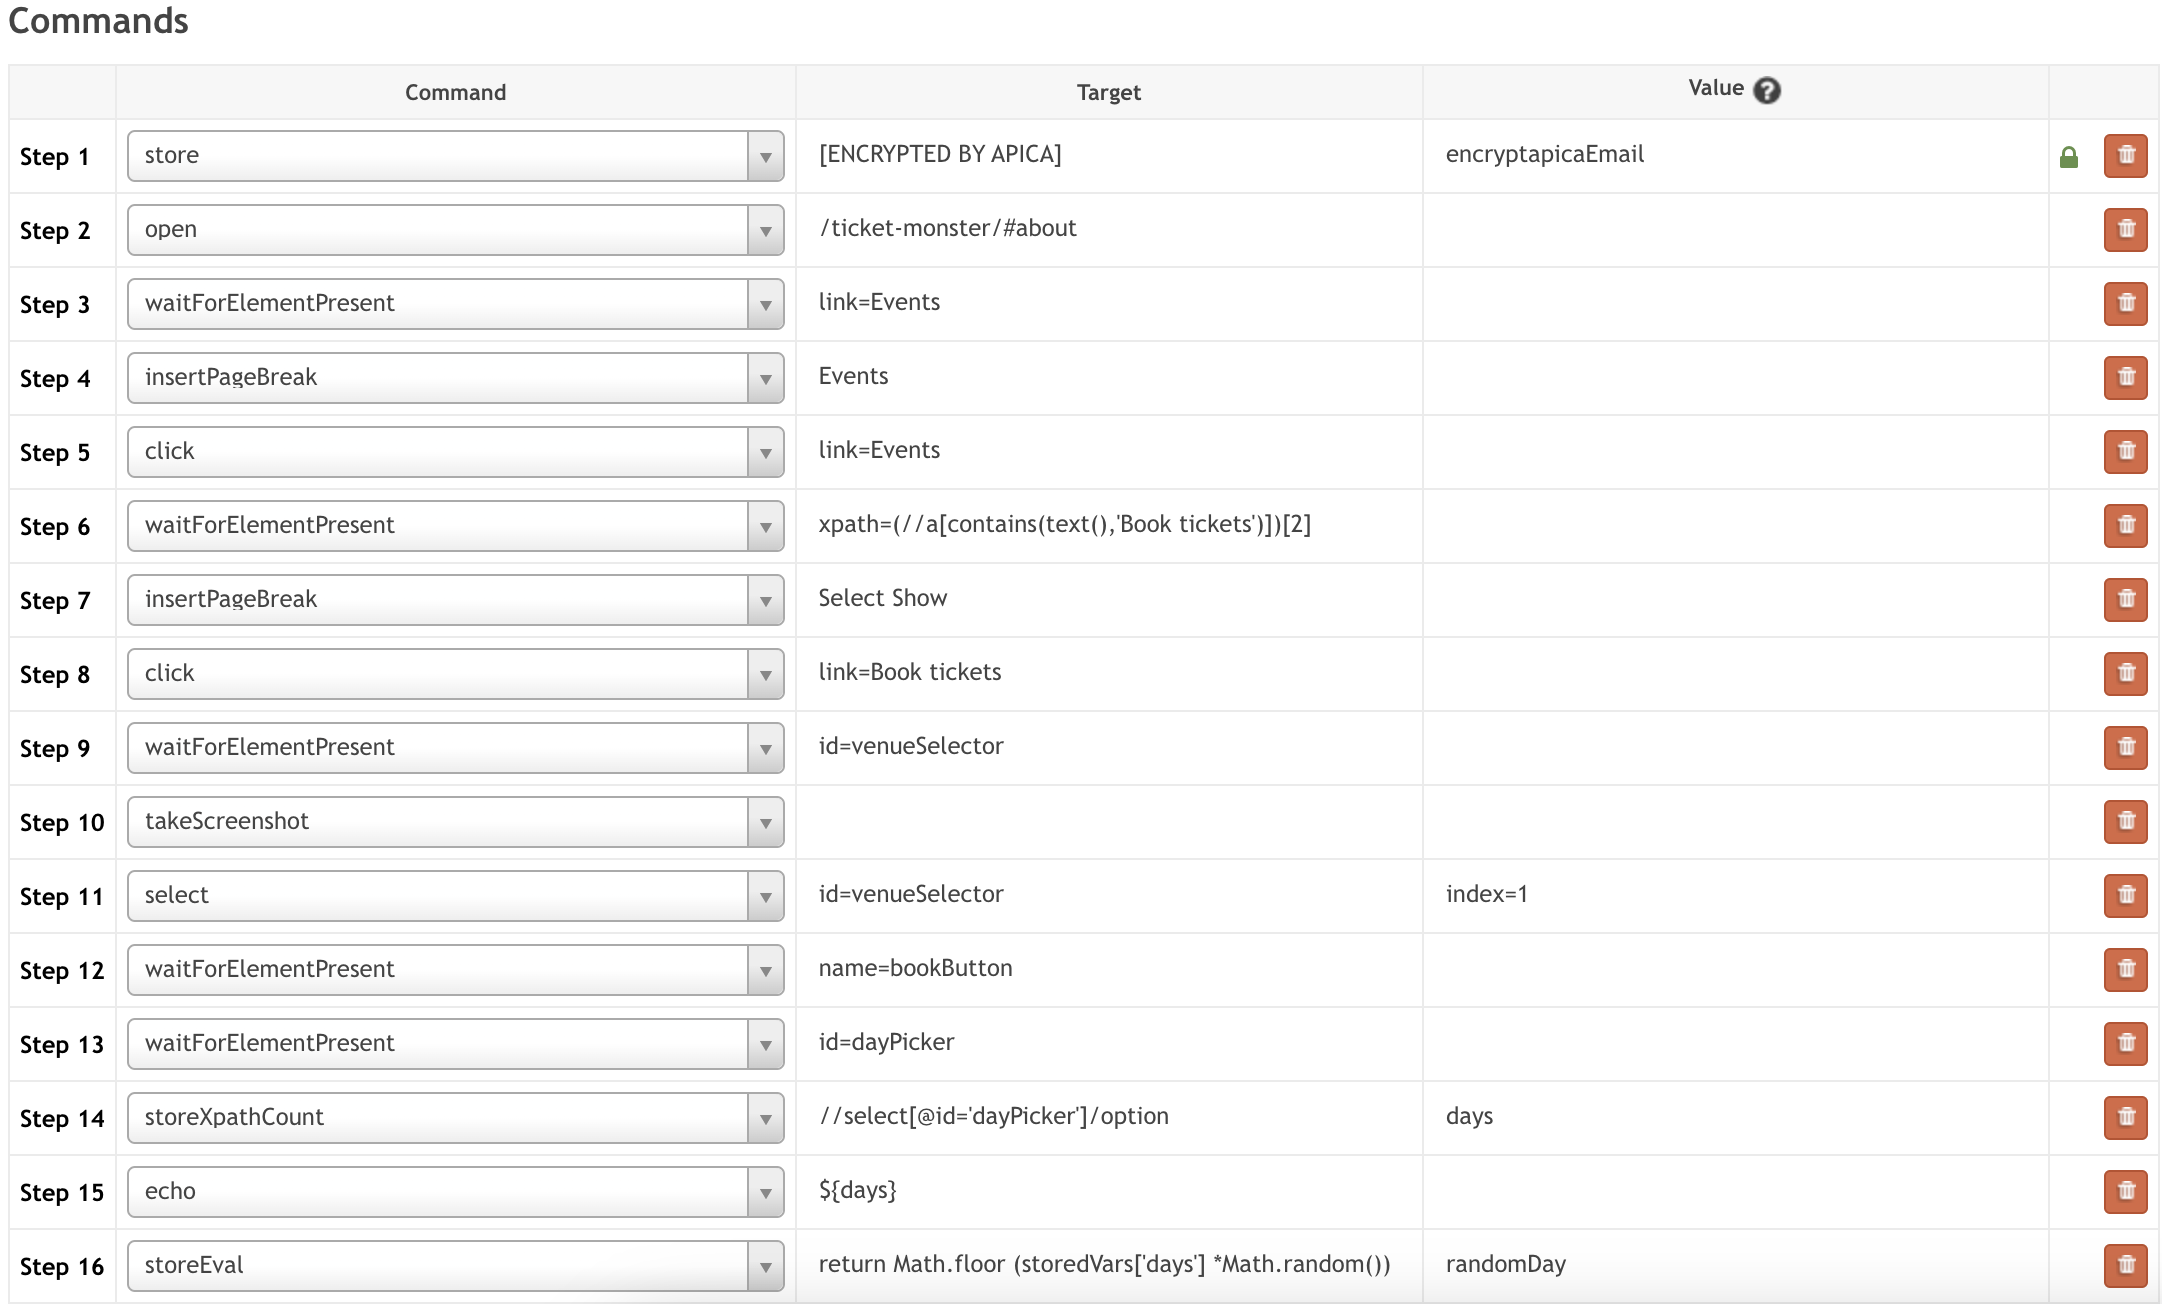 Commands
Command Target Value ?
Step 1 store [ENCRYPTED BY APICA] encryptapicaEmail
Step 2 open /ticket-monster/#about
Step 3 waitForElementPresent link=Events
Step 4 insertPageBreak Events
Step 5 click link=Events
Step 6 waitForElementPresent xpath=(//a[contains(text(),'Book tickets')])[2]
Step 7 insertPageBreak Select Show
Step 8 click link=Book tickets
Step 9 waitForElementPresent id=venueSelector
Step 10 takeScreenshot
Step 11 select id=venueSelector index=1
Step 12 waitForElementPresent name=bookButton
Step 13 waitForElementPresent id=dayPicker
Step 14 storeXpathCount //select[@id='dayPicker']/option days
Step 15 echo ${days}
Step 16 storeEval return Math.floor (storedVars['days'] *Math.random()) randomDay